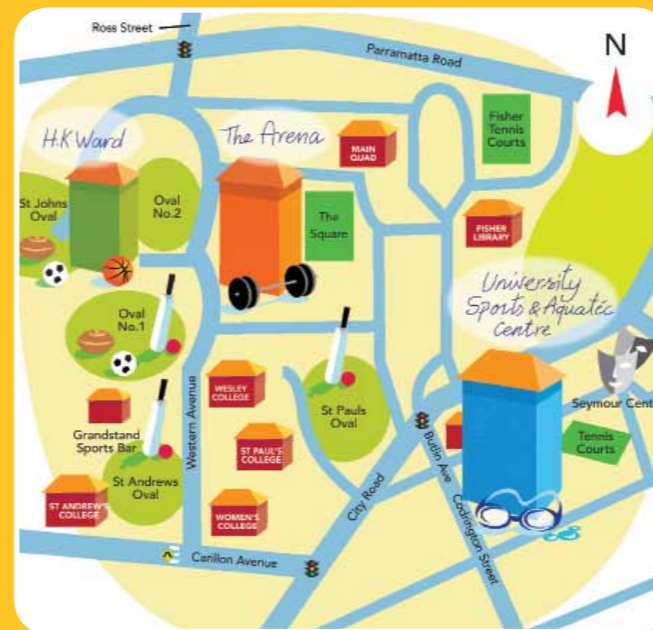 Ross Street
Parramatta Road
N
H.K Ward
The Arena
MAIN
QUAD
Fisher
Tennis
Courts
St Johns
Oval
Oval
No.2
The
Square
FISHER
LIBRARY
University
Sports & Aquatic
Centre
Oval
No.1
Seymour Cent
WESLEY
COLLEGE
St Pauls
Oval
Grandstand
Sports Bar
Western Avenue
ST PAUL'S
COLLEGE
Tennis
Courts
St Andrews
Oval
City Road
Butlin Ave
Codrington Street
ST ANDREW'S
COLLEGE
WOMEN'S
COLLEGE
Carillon Avenue